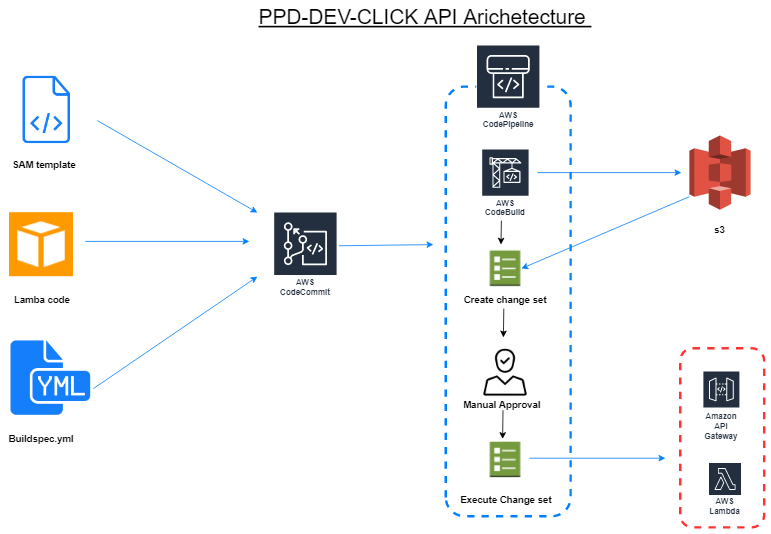 PPD-DEV-CLICK API Arichetecture
SAM template
Lamba code
YML
Buildspec.yml
AWS
CodeCommit
AWS
CodePipeline
AWS
CodeBuild
Create change set
Manual Approval
Execute Change set
s3
Amazon
API
Gateway
AWS
Lambda